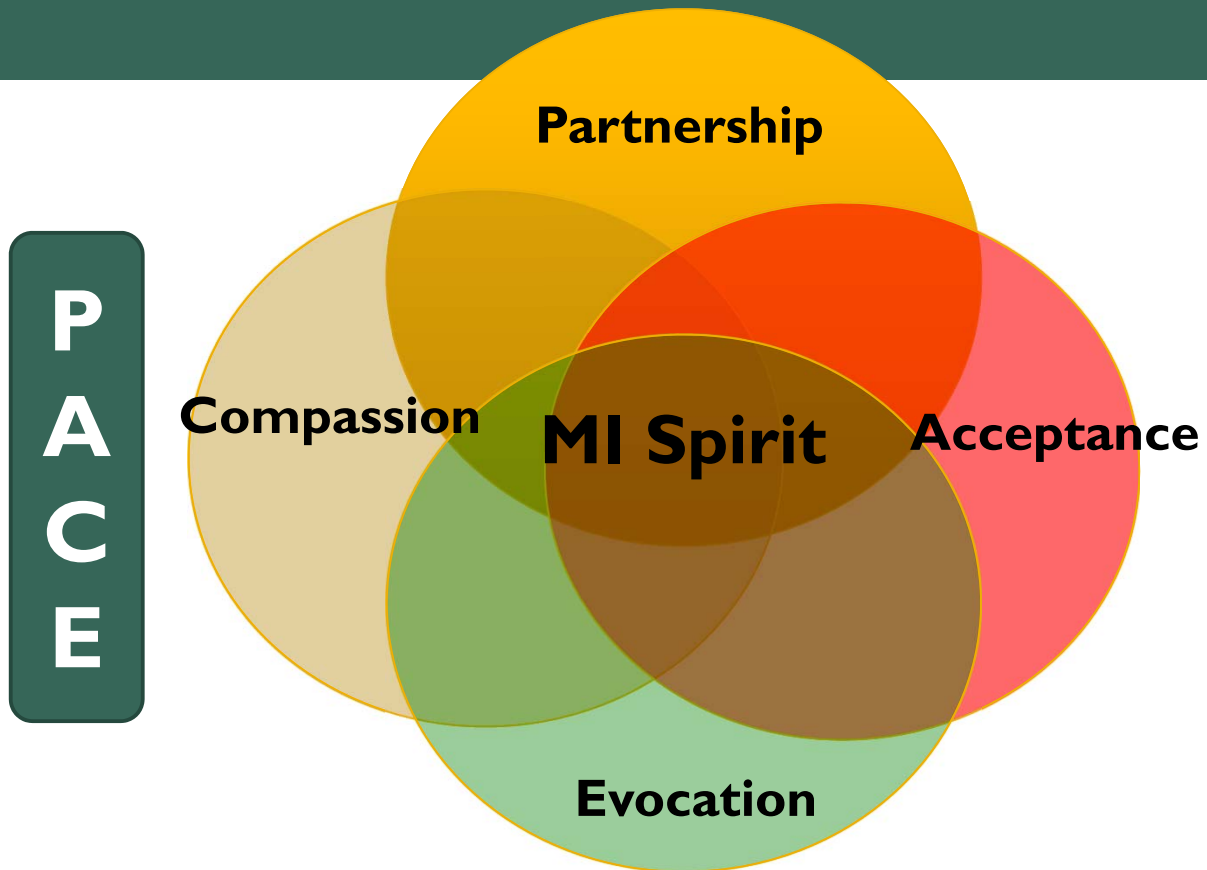 Partnership
P
A
C
E
Compassion
MI Spirit
Acceptance
Evocation